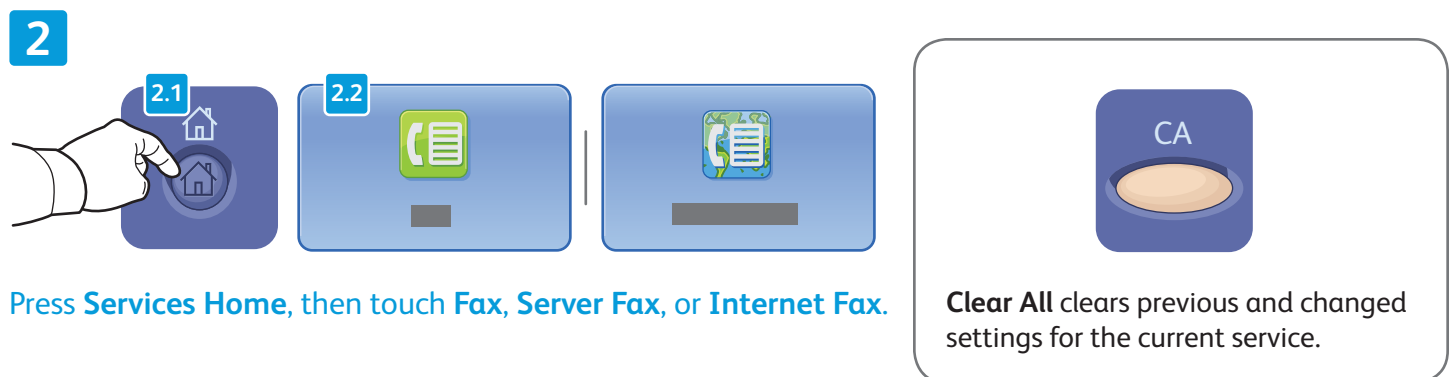 2
2.1
2.2
Press Services Home, then touch Fax, Server Fax, or Internet Fax.
CA
Clear All clears previous and changed
settings for the current service.